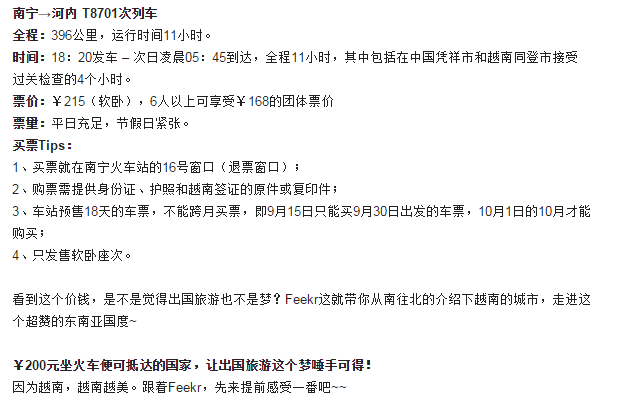 南宁→河内 T8701次列车
全程：396公里，运行时间11小时。
时间：18：20发车 – 次日凌晨05：45到达，全程11小时，其中包括在中国凭祥市和越南同登市接受
过关检查的4个小时。
票价：￥215（软卧），6人以上可享受￥168的团体票价
票量：平日充足，节假日紧张。
买票Tips：
1、买票就在南宁火车站的16号窗口（退票窗口）；
2、购票需提供身份证、护照和越南签证的原件或复印件；
3、车站预售18天的车票，不能跨月买票，即9月15日只能买9月30日出发的车票，10月1日的10月才能
购买；
4、只发售软卧座次。
看到这个价钱，是不是觉得出国旅游也不是梦？Feekr这就带你从南往北的介绍下越南的城市，走进这
个超赞的东南亚国度~
￥200元坐火车便可抵达的国家，让出国旅游这个梦唾手可得！
因为越南，越南越美。跟着Feekr，先来提前感受一番吧~~